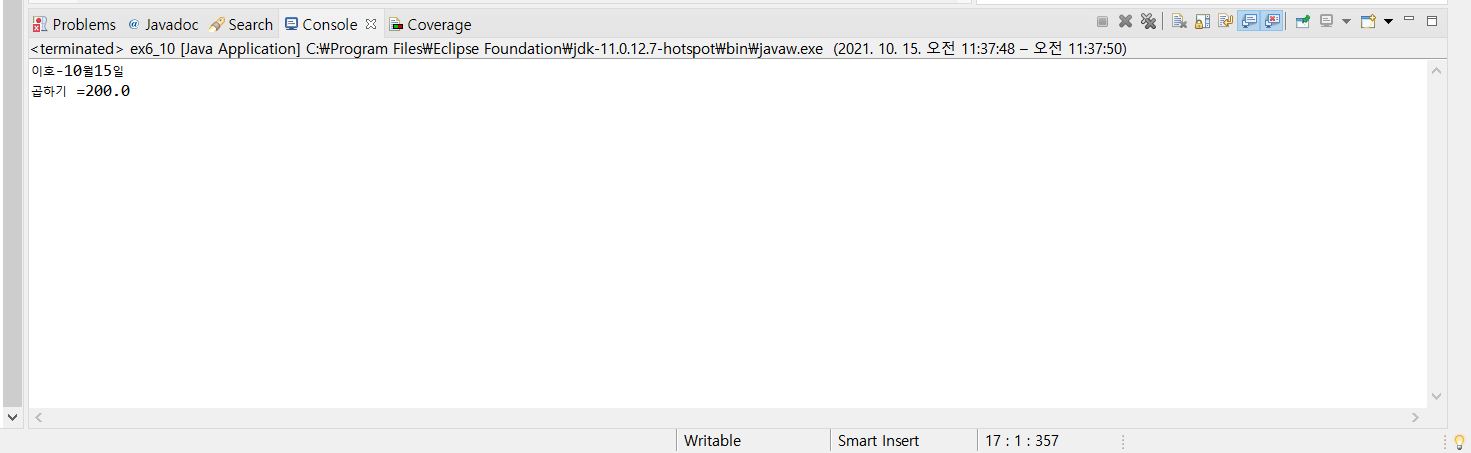 Problems @ Javadoc Search Console Coverage
<terminated> ex6_10 [Java Application] C:₩Program Files₩Eclipse Foundation₩jdk-11.0.12.7-hotspot₩bin₩javaw.exe (2021. 10. 15. 오전 11:37:48 – 오전 11:37:50)
이호-10월15일
곱하기 =200.0
Writable Smart Insert 17 : 1 : 357